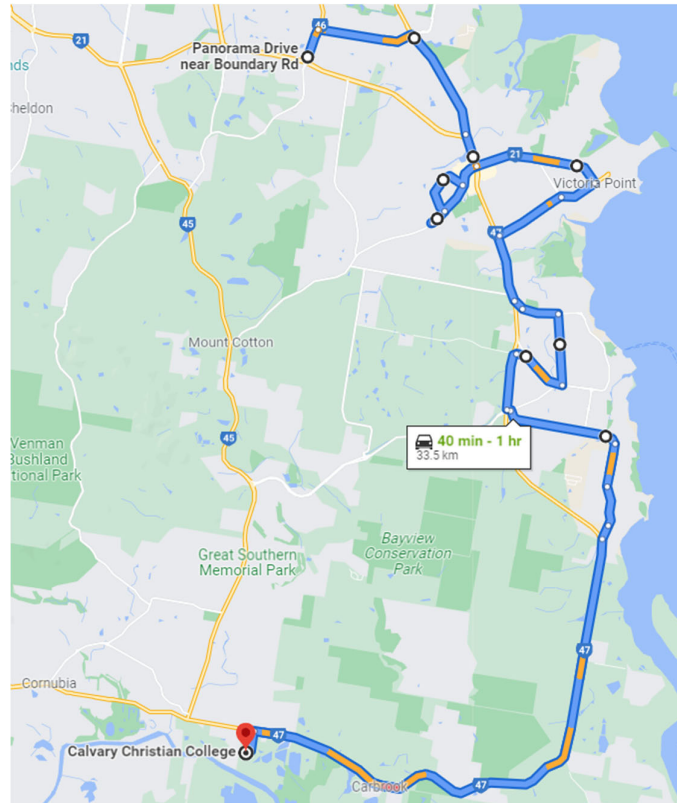 46
21
Panorama Drive
near Boundary Rd
nds
heldon
21
Victoria Point
45
47
Mount Cotton
40 min - 1 hr
33.5 km
45
Venman
Bushland
tional Park
Bayview
Conservation
Park
Great Southern
Memorial Park
47
Cornubia
47
Calvary Christian College
47
Carbrook